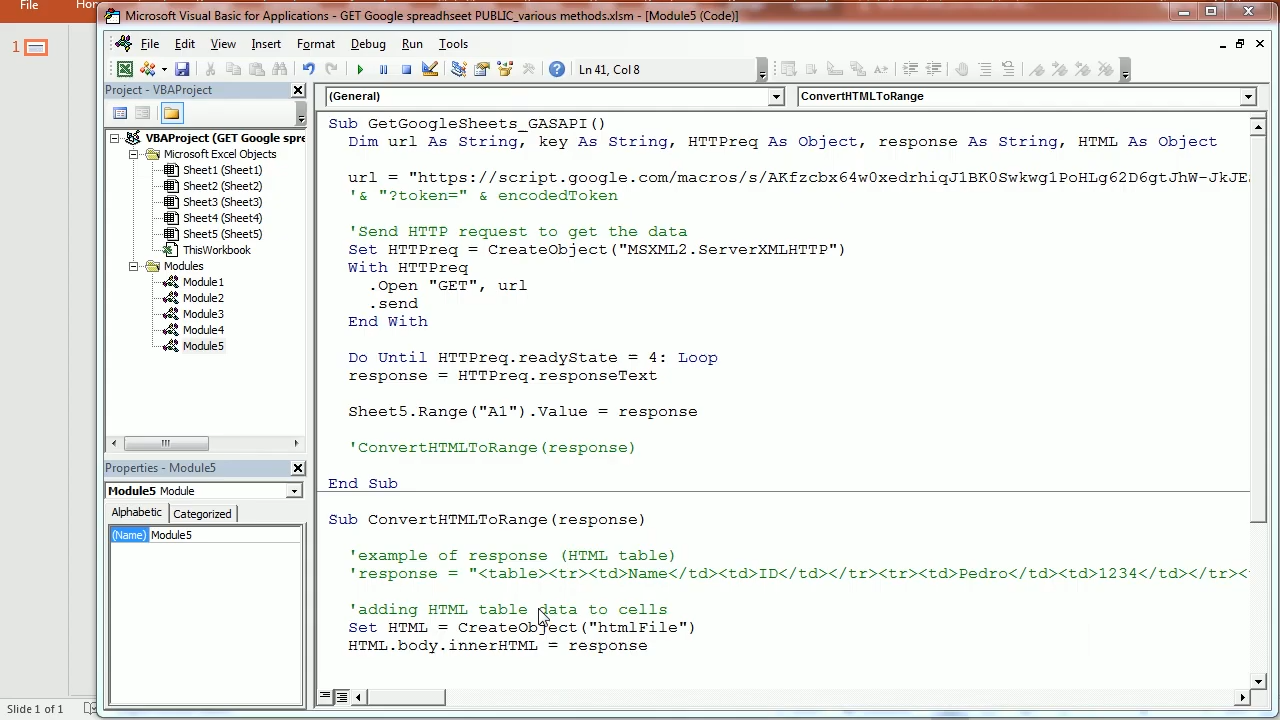 File
Microsoft Visual Basic for Applications - GET Google spreadhseet PUBLIC_various methods.xlsm - [Module5 (Code)]
1
File Edit View Insert Format Debug Run Tools
Ln 41, Col 8
Project - VBAProject
(General)
ConvertHTMLToRange
VBAProject (GET Google spre
Microsoft Excel Objects
Sheet1 (Sheet1)
Sheet2 (Sheet2)
Sheet3 (Sheet3)
Sheet4 (Sheet4)
Sheet5 (Sheet5)
ThisWorkbook
Modules
Module1
Module2
Module3
Module4
Module5
Properties - Module5
Module5 Module
Alphabetic Categorized
(Name) Module5
Sub GetGoogleSheets_GASAPI()
Dim url As String, key As String, HTTPreq As Object, response As String, HTML As Object
url = "https://script.google.com/macros/s/AKfzcbx64w0xedrhiqJ1BK0Swkwg1PoHLg62D6gtJhW-JkJE
'& "?token=" & encodedToken
'Send HTTP request to get the data
Set HTTPreq = CreateObject("MSXML2.ServerXMLHTTP")
With HTTPreq
.Open "GET", url
.send
End With
Do Until HTTPreq.readyState = 4: Loop
response = HTTPreq.responseText
Sheet5.Range("A1").Value = response
'ConvertHTMLToRange(response)
End Sub
Sub ConvertHTMLToRange(response)
'example of response (HTML table)
'response = "<table><tr><td>Name</td><td>ID</td></tr><tr><td>Pedro</td><td>1234</td></tr><
'adding HTML table data to cells
Set HTML = CreateObject("htmlFile")
HTML.body.innerHTML = response
Slide 1 of 1